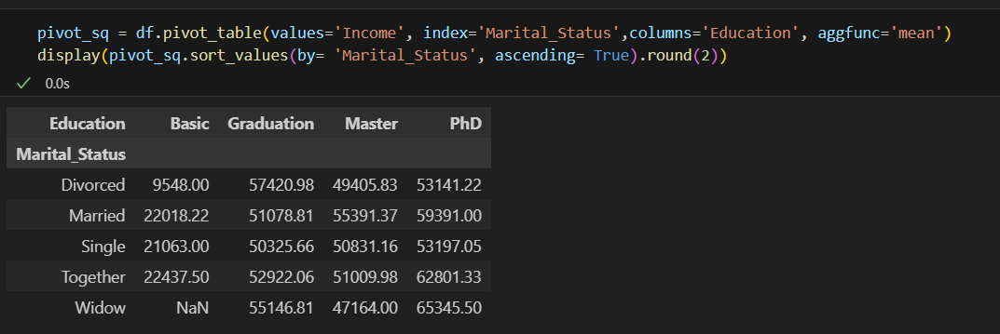 pivot_sq = df.pivot_table(values='Income', index='Marital_Status',columns='Education', aggfunc='mean')
display(pivot_sq.sort_values(by= 'Marital_Status', ascending= True).round(2))
✓ 0.0s
Education Basic Graduation Master PhD
Marital_Status
Divorced 9548.00 57420.98 49405.83 53141.22
Married 22018.22 51078.81 55391.37 59391.00
Single 21063.00 50325.66 50831.16 53197.05
Together 22437.50 52922.06 51009.98 62801.33
Widow NaN 55146.81 47164.00 65345.50